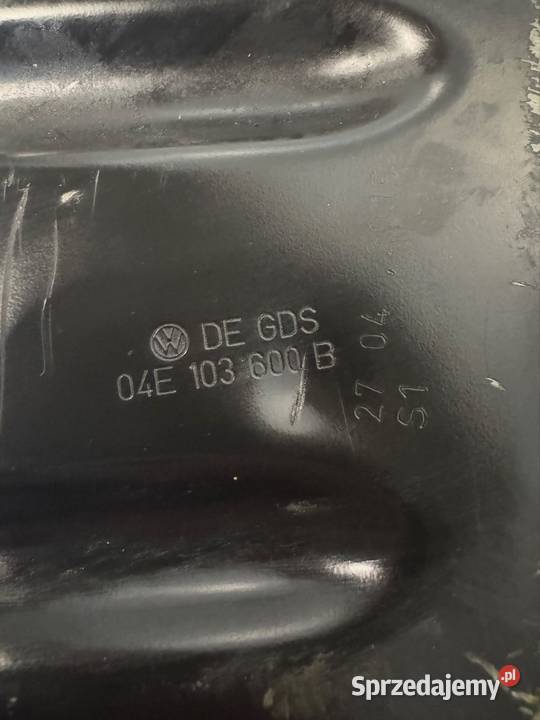 DE GDS
04E 103 600 B
27 04
S1
Sprzedajemy.pl